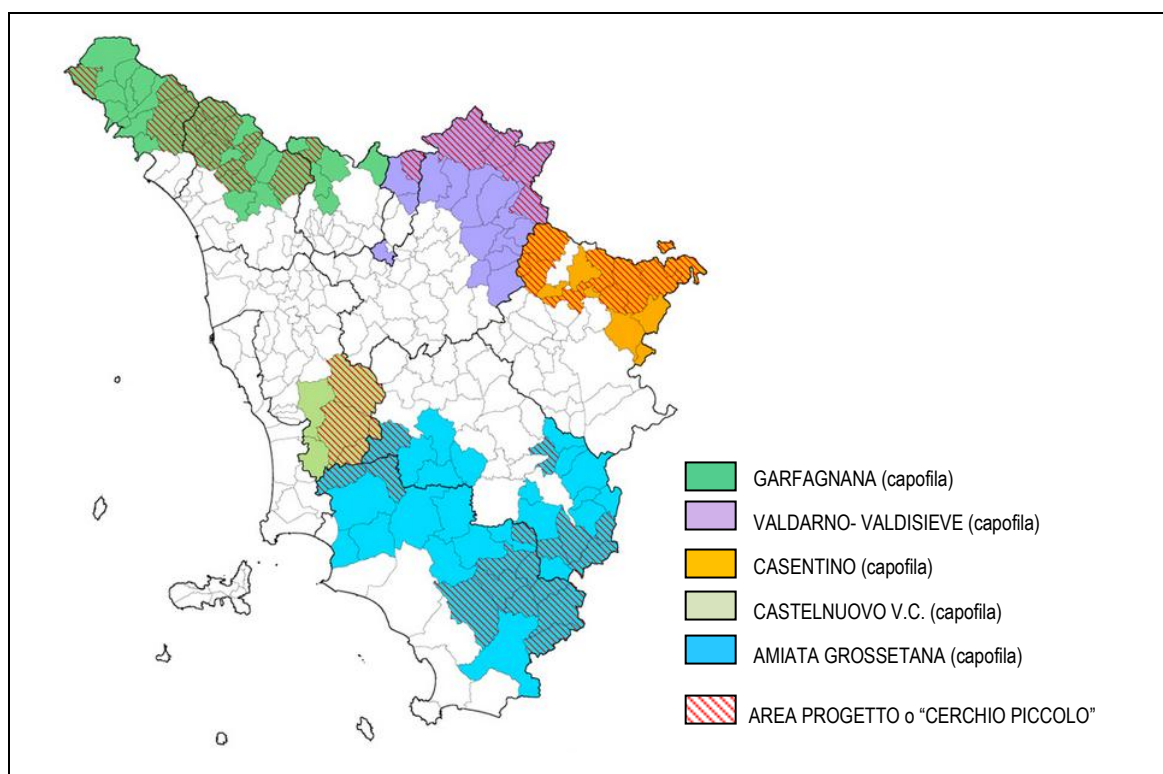 GARFAGNANA (capofila)
VALDARNO- VALDISIEVE (capofila)
CASENTINO (capofila)
CASTELNUOVO V.C. (capofila)
AMIATA GROSSETANA (capofila)
AREA PROGETTO o “CERCHIO PICCOLO”